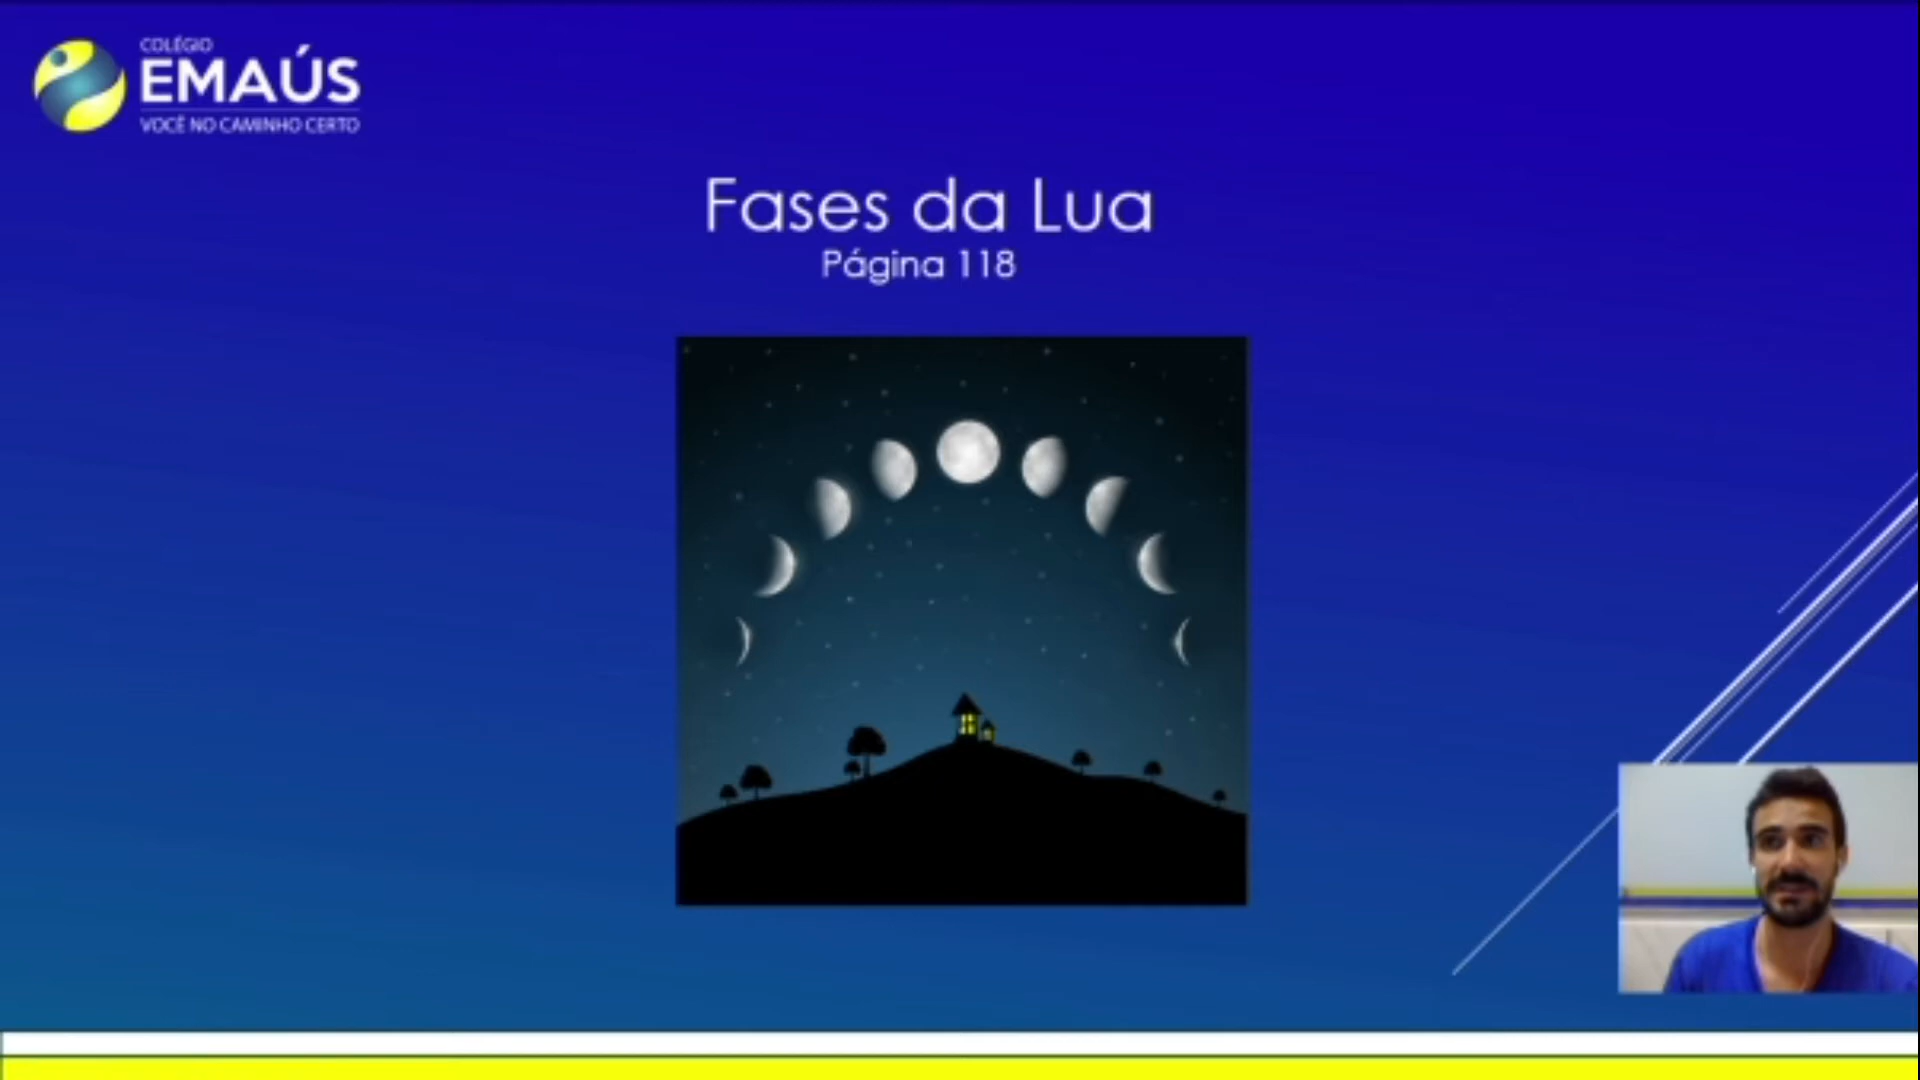 COLÉGIO
EMAÚS
VOCÊ NO CAMINHO CERTO
Fases da Lua
Página 118